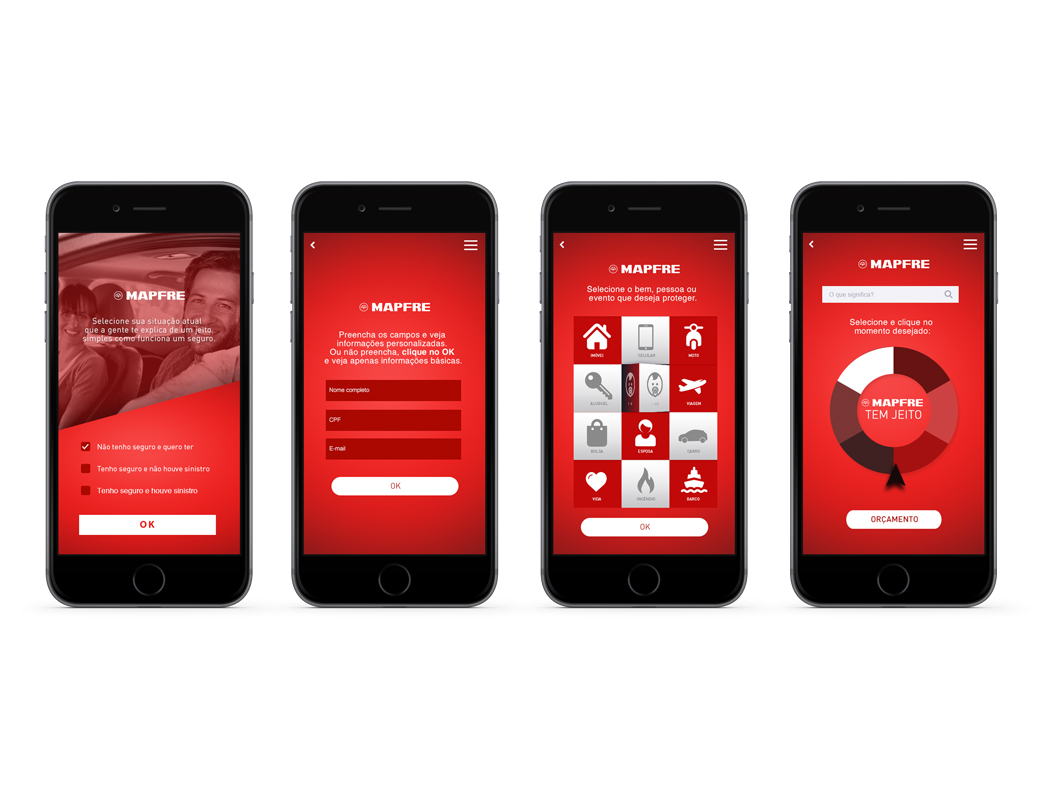 MAPFRE
Selecione sua situação atual
que a gente te explica de um jeito
simples como funciona um seguro.
Não tenho seguro e quero ter
Tenho seguro e não houve sinistro
Tenho seguro e houve sinistro
OK
MAPFRE
Preencha os campos e veja
informações personalizadas.
Ou não preencha, clique no OK
e veja apenas informações básicas.
Nome completo
CPF
E-mail
OK
MAPFRE
Selecione o bem, pessoa ou
evento que deseja proteger.
IMÓVEL
CELULAR
MOTO
ALUGUEL
VIAGEM
BOLSA
ESPOSA
CARRO
VIDA
INCÊNDIO
BARCO
OK
MAPFRE
O que significa?
Selecione e clique no
momento desejado:
MAPFRE
TEM JEITO
ORÇAMENTO